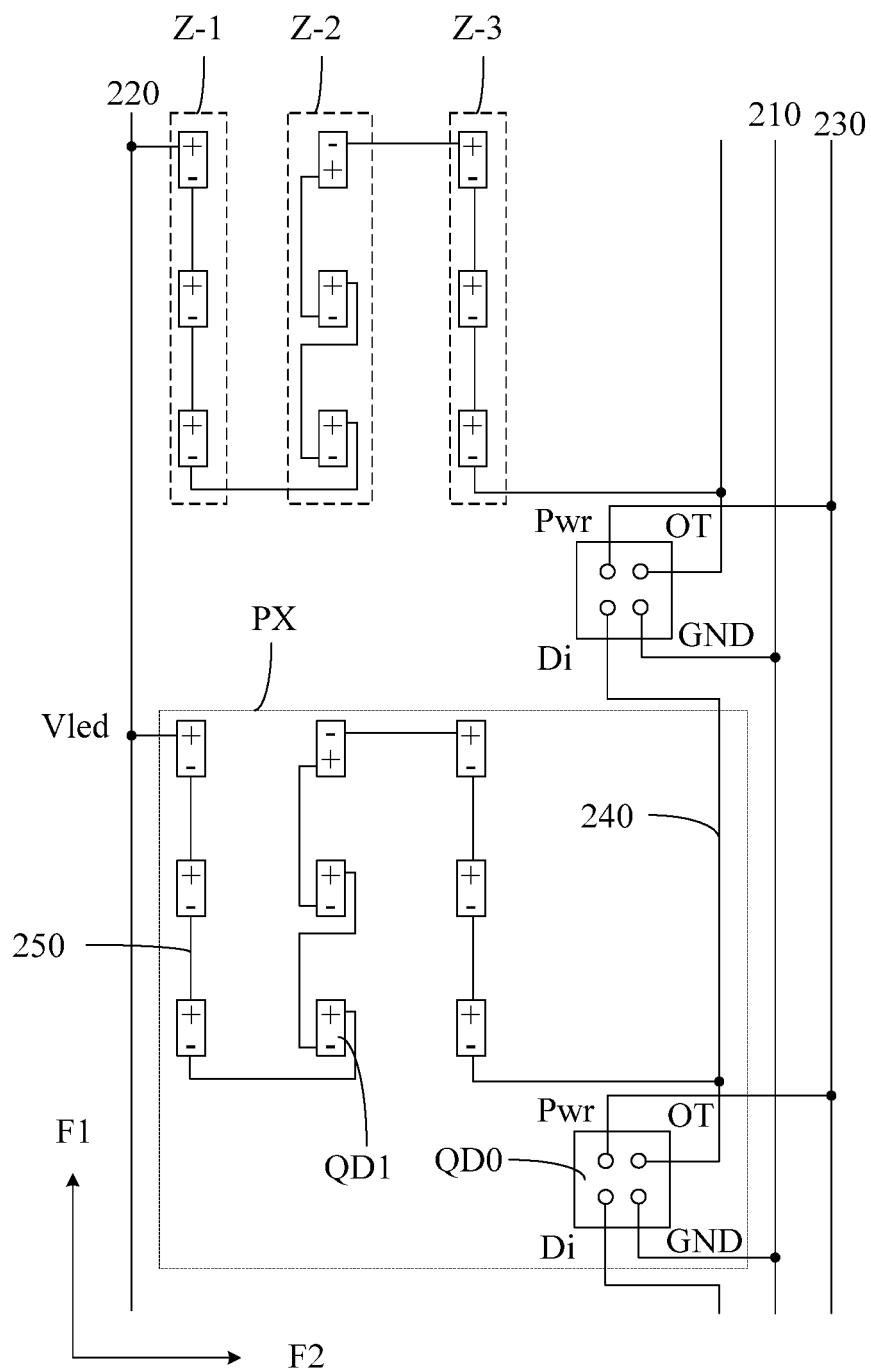 Z-1 Z-2 Z-3
220 210 230
+ - +
- + -
+ + +
- - -
+ + +
- - -
Pwr OT
PX Di GND
Vled + - +
- + -
240
+ + +
- - -
250
+ + +
- - -
Pwr OT
F1
QD1 QD0
Di GND
F2